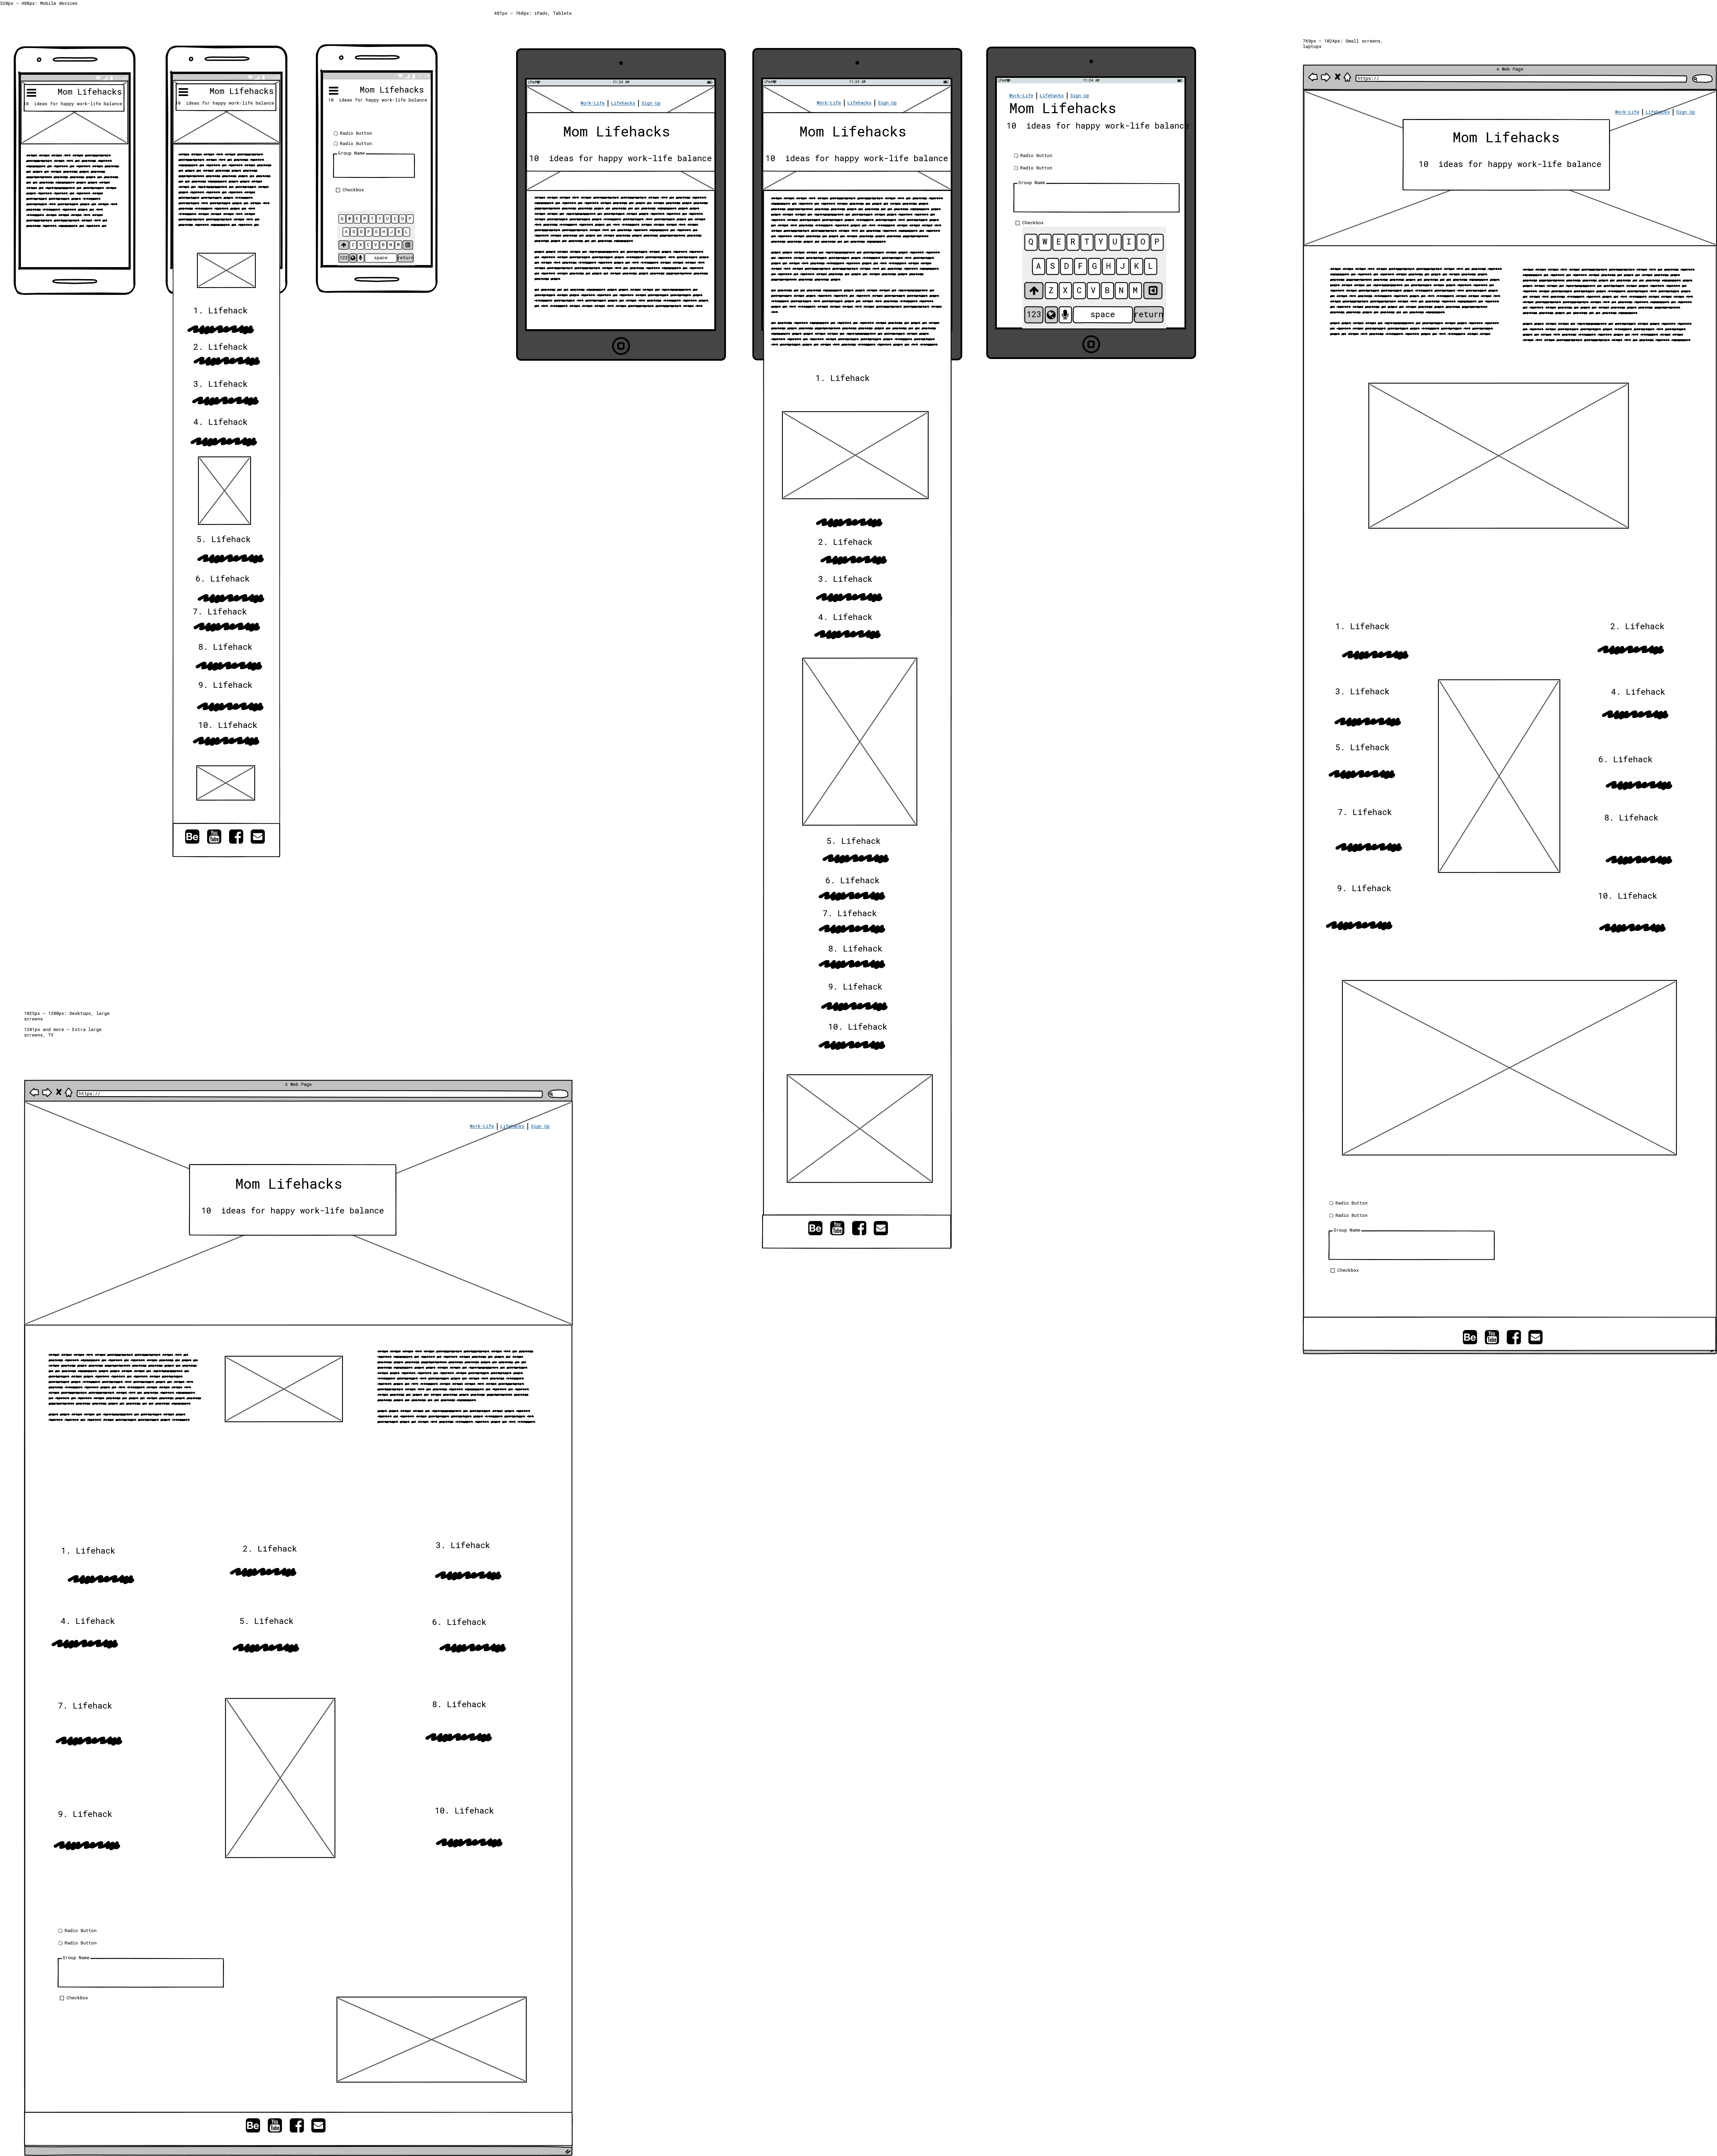 320px — 480px: Mobile devices
Mom Lifehacks
10 ideas for happy work-life balance
Mom Lifehacks
10 ideas for happy work-life balance
1. Lifehack
2. Lifehack
3. Lifehack
4. Lifehack
5. Lifehack
6. Lifehack
7. Lifehack
8. Lifehack
9. Lifehack
10. Lifehack
Be
You
Tube
Mom Lifehacks
10 ideas for happy work-life balance
Radio Button
Radio Button
Group Name
Checkbox
Q W E R T Y U I O P
A S D F G H J K L
Z X C V B N M
123 space return
481px — 768px: iPads, Tablets
iPad 11:24 AM
Work-Life | Lifehacks | Sign Up
Mom Lifehacks
10 ideas for happy work-life balance
iPad 11:24 AM
Work-Life | Lifehacks | Sign Up
Mom Lifehacks
10 ideas for happy work-life balance
1. Lifehack
2. Lifehack
3. Lifehack
4. Lifehack
5. Lifehack
6. Lifehack
7. Lifehack
8. Lifehack
9. Lifehack
10. Lifehack
Be
You
Tube
iPad 11:24 AM
Work-Life | Lifehacks | Sign Up
Mom Lifehacks
10 ideas for happy work-life balance
Radio Button
Radio Button
Group Name
Checkbox
Q W E R T Y U I O P
A S D F G H J K L
Z X C V B N M
123 space return
769px — 1024px: Small screens,
laptops
A Web Page
https://
Work-Life | Lifehacks | Sign Up
Mom Lifehacks
10 ideas for happy work-life balance
1. Lifehack
2. Lifehack
3. Lifehack
4. Lifehack
5. Lifehack
6. Lifehack
7. Lifehack
8. Lifehack
9. Lifehack
10. Lifehack
Radio Button
Radio Button
Group Name
Checkbox
Be
You
Tube
1025px — 1200px: Desktops, large
screens
1201px and more — Extra large
screens, TV
A Web Page
https://
Work-Life | Lifehacks | Sign Up
Mom Lifehacks
10 ideas for happy work-life balance
1. Lifehack
2. Lifehack
3. Lifehack
4. Lifehack
5. Lifehack
6. Lifehack
7. Lifehack
8. Lifehack
9. Lifehack
10. Lifehack
Radio Button
Radio Button
Group Name
Checkbox
Be
You
Tube